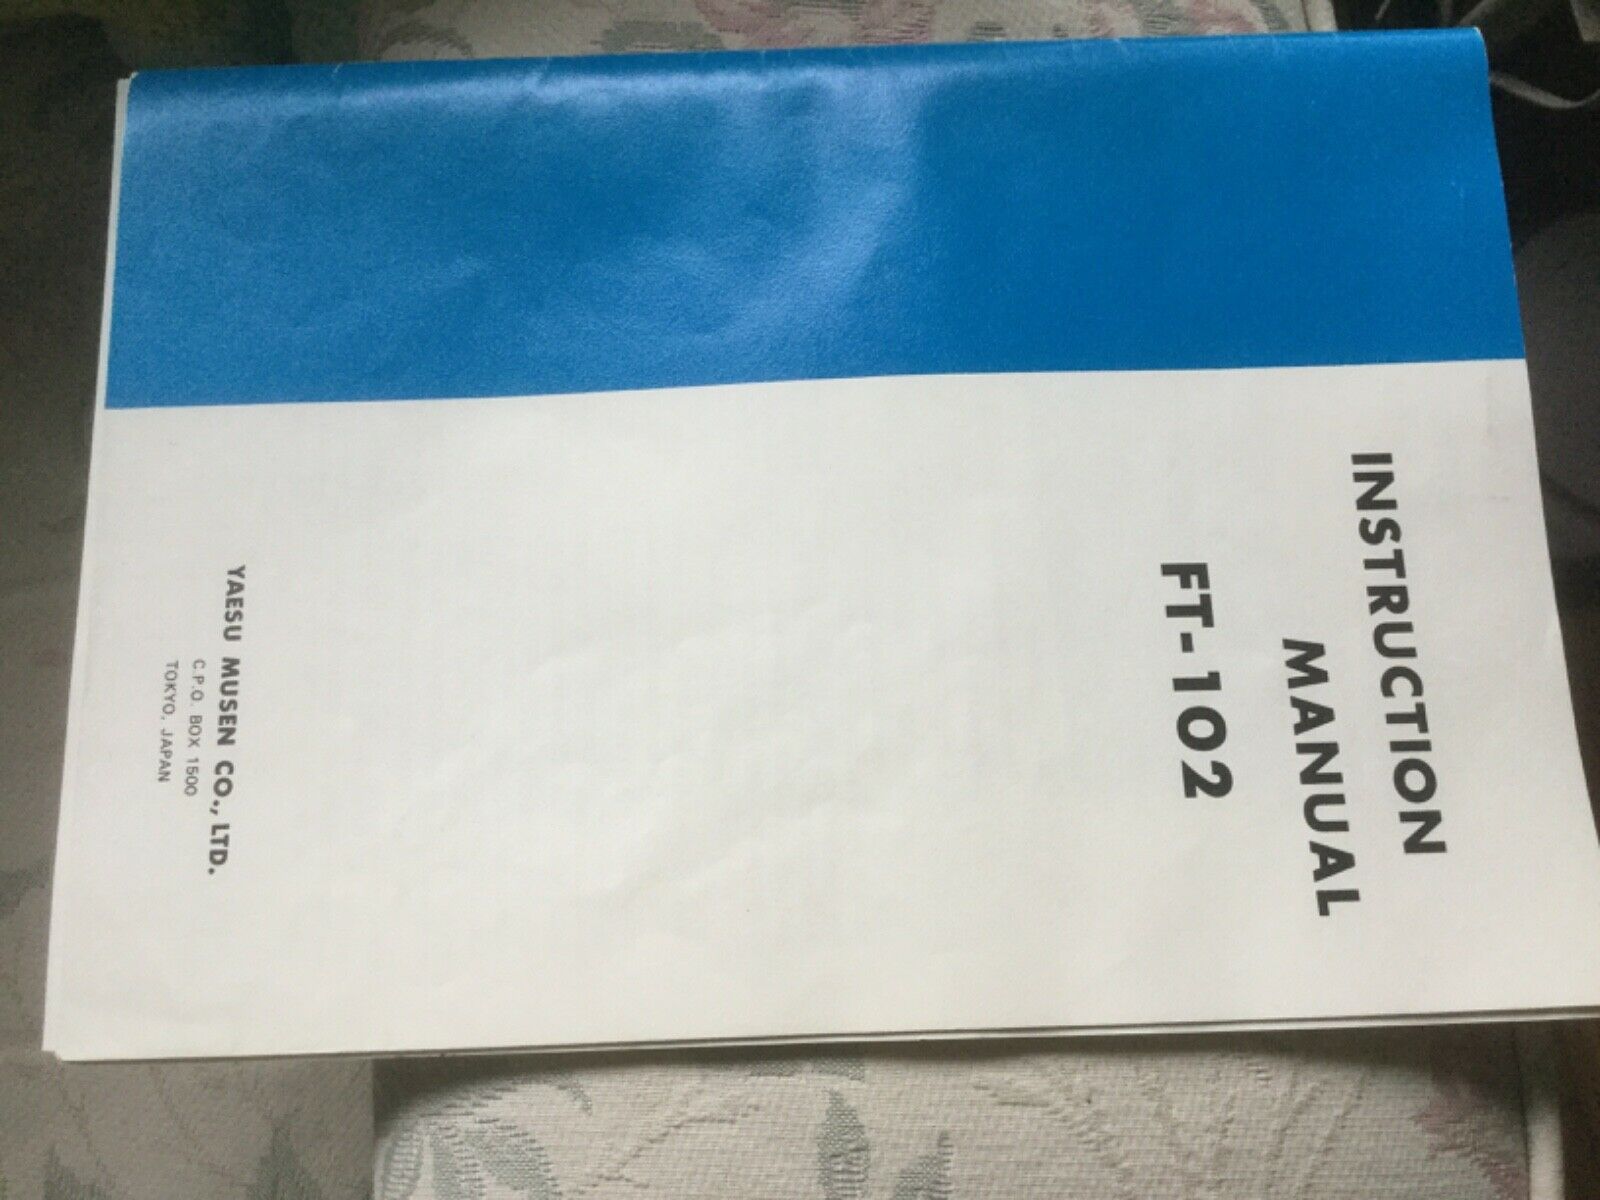 INSTRUCTION
MANUAL
FT-102
YAESU MUSEN CO., LTD.
C.P.O. BOX 1500
TOKYO, JAPAN